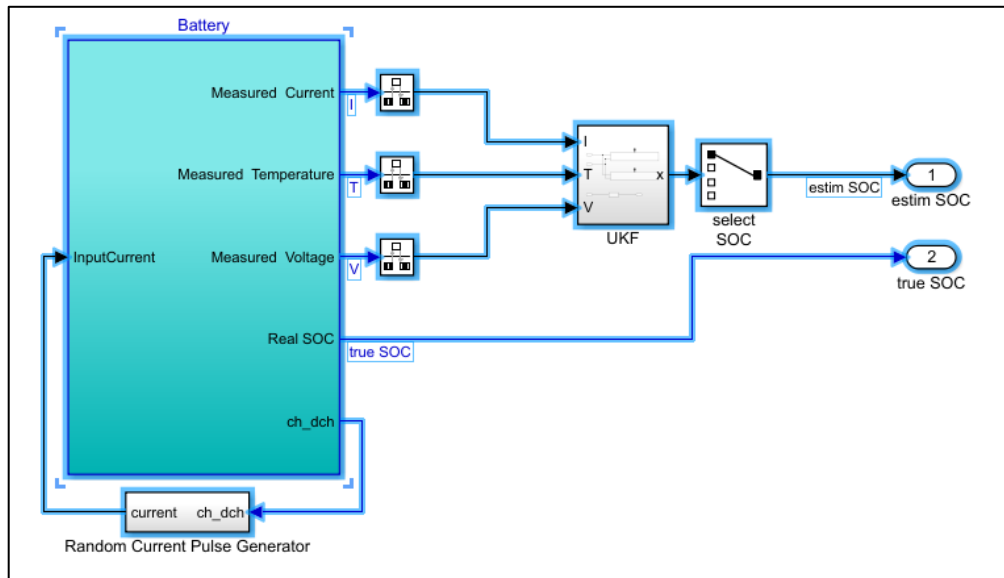 Battery
Measured Current
I
Measured Temperature
T
InputCurrent
Measured Voltage
V
Real SOC
true SOC
ch_dch
current ch_dch
Random Current Pulse Generator
I
T
V
x
UKF
select
SOC
estim SOC
1
estim SOC
2
true SOC